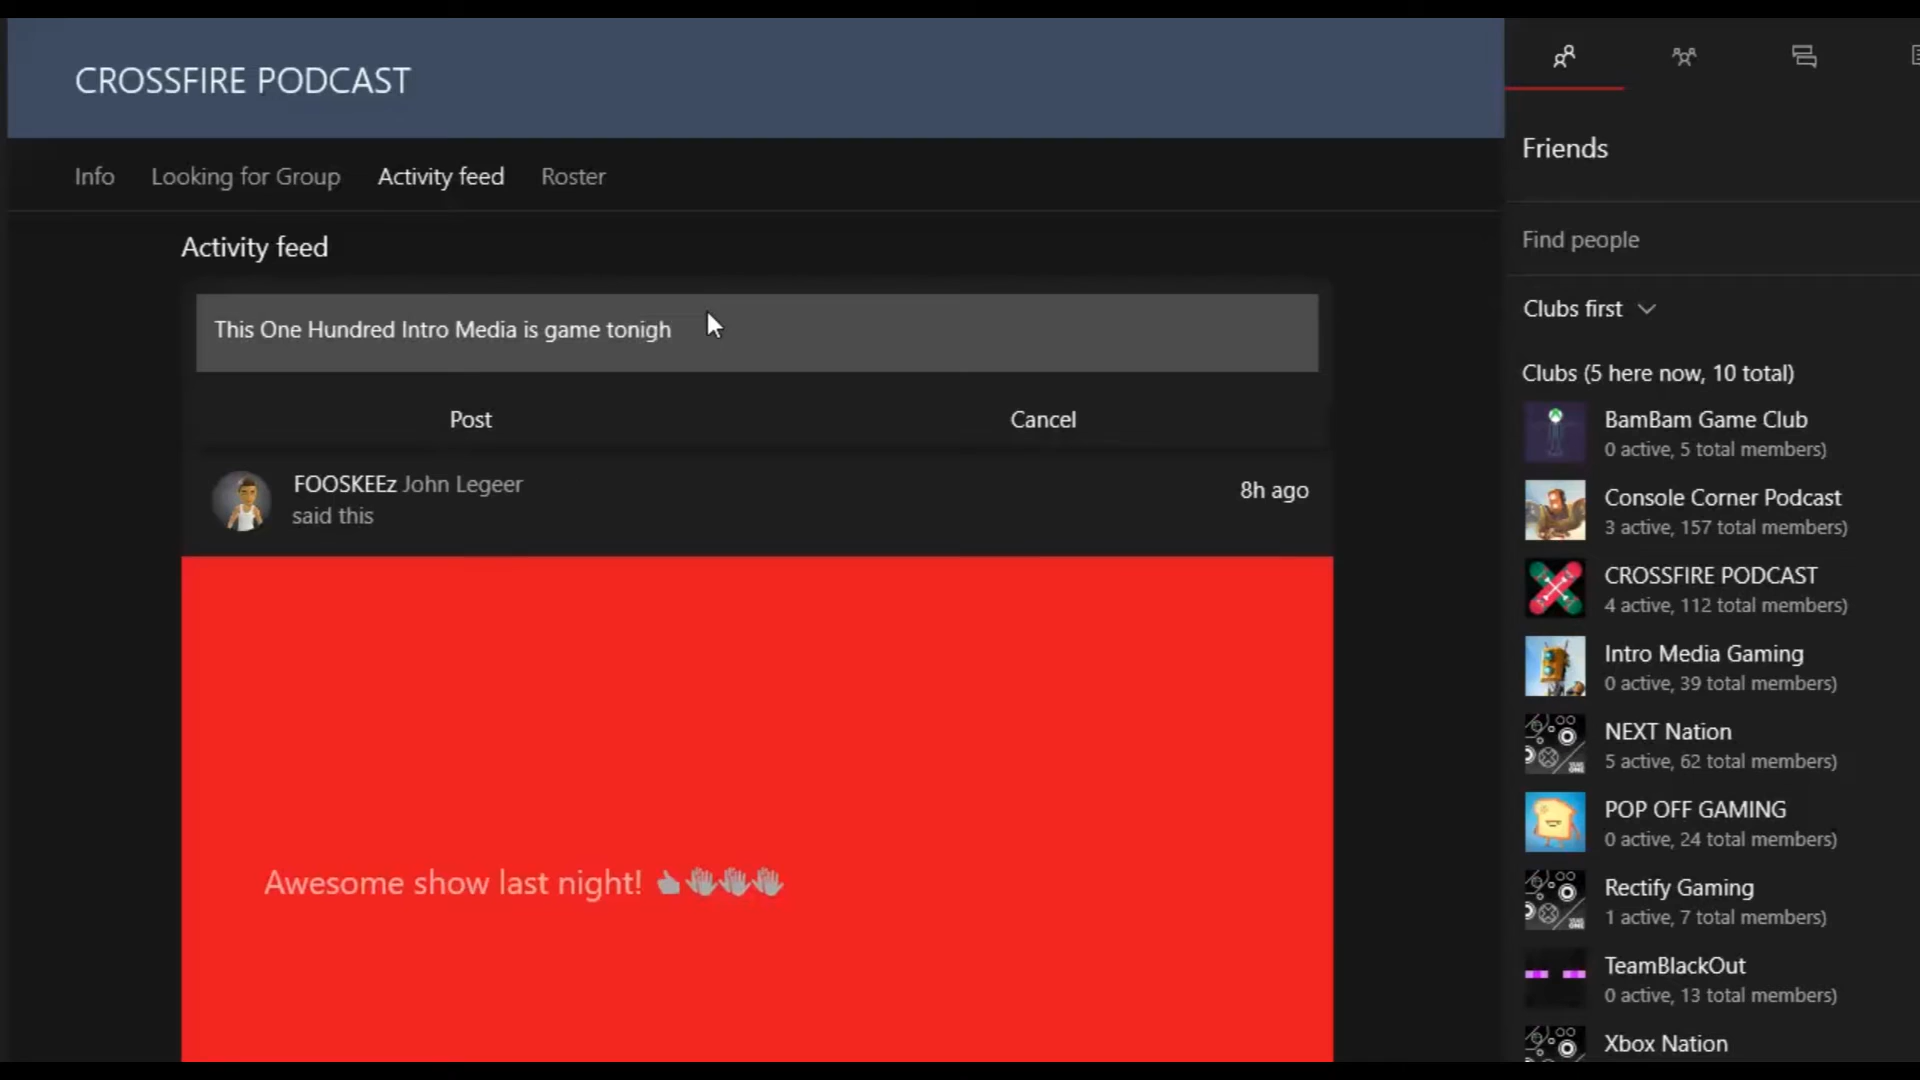 CROSSFIRE PODCAST
Info Looking for Group Activity feed Roster
Activity feed
This One Hundred Intro Media is game tonigh
Post Cancel
FOOSKEEz John Legeer
said this
8h ago
Awesome show last night! 👍👋👋👋
Friends
Find people
Clubs first
Clubs (5 here now, 10 total)
BamBam Game Club
0 active, 5 total members)
Console Corner Podcast
3 active, 157 total members)
CROSSFIRE PODCAST
4 active, 112 total members)
Intro Media Gaming
0 active, 39 total members)
NEXT Nation
5 active, 62 total members)
POP OFF GAMING
0 active, 24 total members)
Rectify Gaming
1 active, 7 total members)
TeamBlackOut
0 active, 13 total members)
Xbox Nation